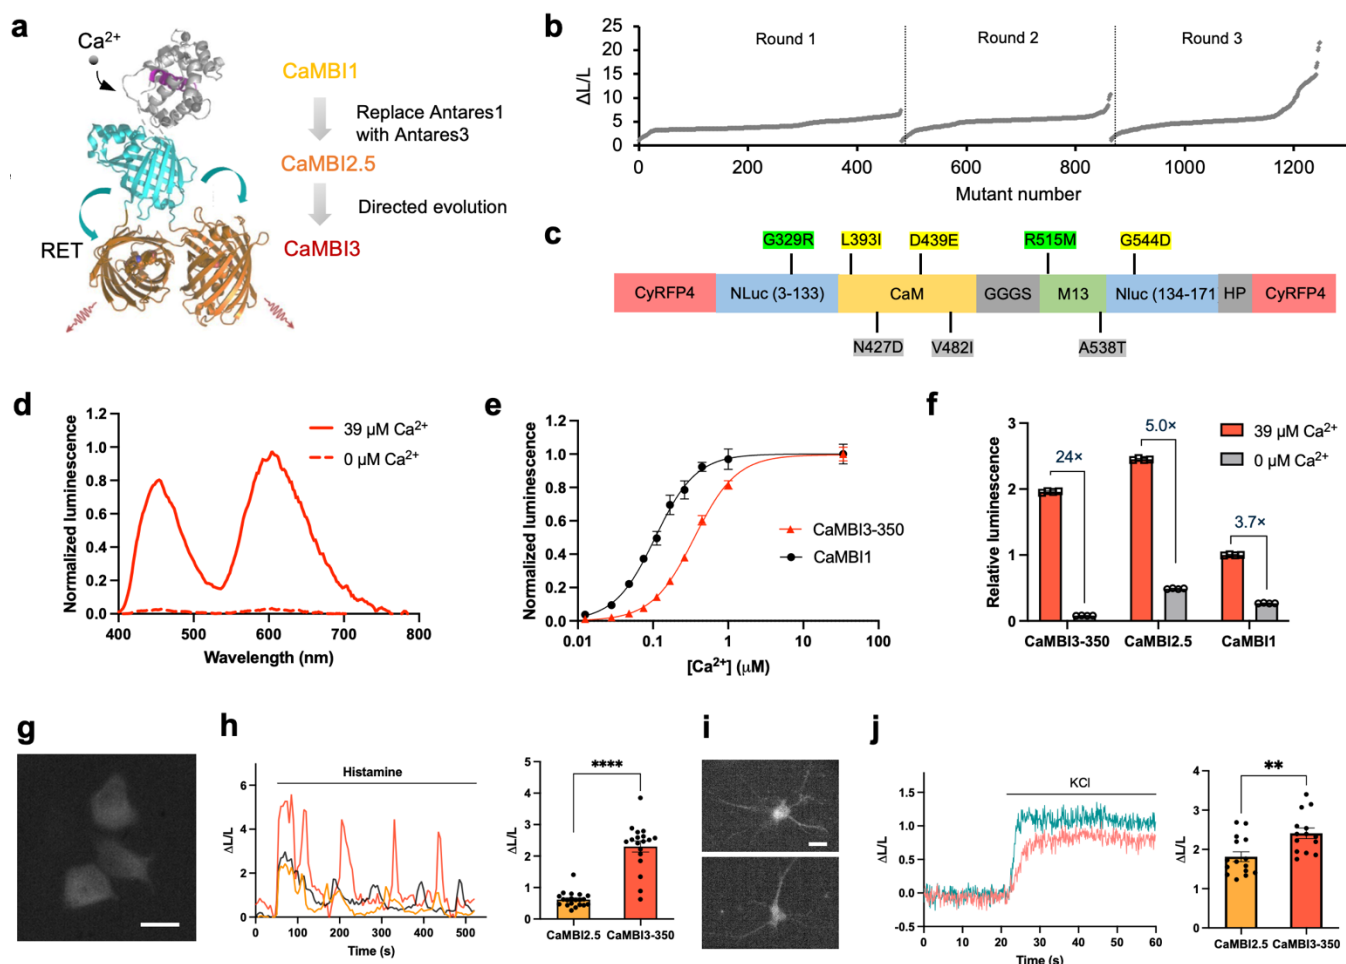 a
Ca²⁺
CaMBI1
Replace Antares1
with Antares3
CaMBI2.5
Directed evolution
RET
CaMBI3
b
25
20
15
10
5
0
ΔL/L
Round 1
Round 2
Round 3
0
200
400
600
800
1000
1200
Mutant number
c
G329R
L393I
D439E
R515M
G544D
CyRFP4
NLuc (3-133)
CaM
GGGS
M13
Nluc (134-171
HP
CyRFP4
N427D
V482I
A538T
d
Normalized luminescence
1.2
1.0
0.8
0.6
0.4
0.2
0.0
39 µM Ca²⁺
0 µM Ca²⁺
400
500
600
700
800
Wavelength (nm)
e
Normalized luminescence
1.2
1.0
0.8
0.6
0.4
0.2
0.0
CaMBI3-350
CaMBI1
0.01
0.1
1
10
100
[Ca²⁺] (µM)
f
Relative luminescence
3
2
1
0
24×
5.0×
3.7×
39 µM Ca²⁺
0 µM Ca²⁺
CaMBI3-350
CaMBI2.5
CaMBI1
g
h
Histamine
ΔL/L
6
4
2
0
0
100
200
300
400
500
Time (s)
****
ΔL/L
5
4
3
2
1
0
CaMBI2.5
CaMBI3-350
i
j
KCl
ΔL/L
1.5
1.0
0.5
0.0
-0.5
0
10
20
30
40
50
60
Time (s)
**
ΔL/L
5
4
3
2
1
0
CaMBI2.5
CaMBI3-350